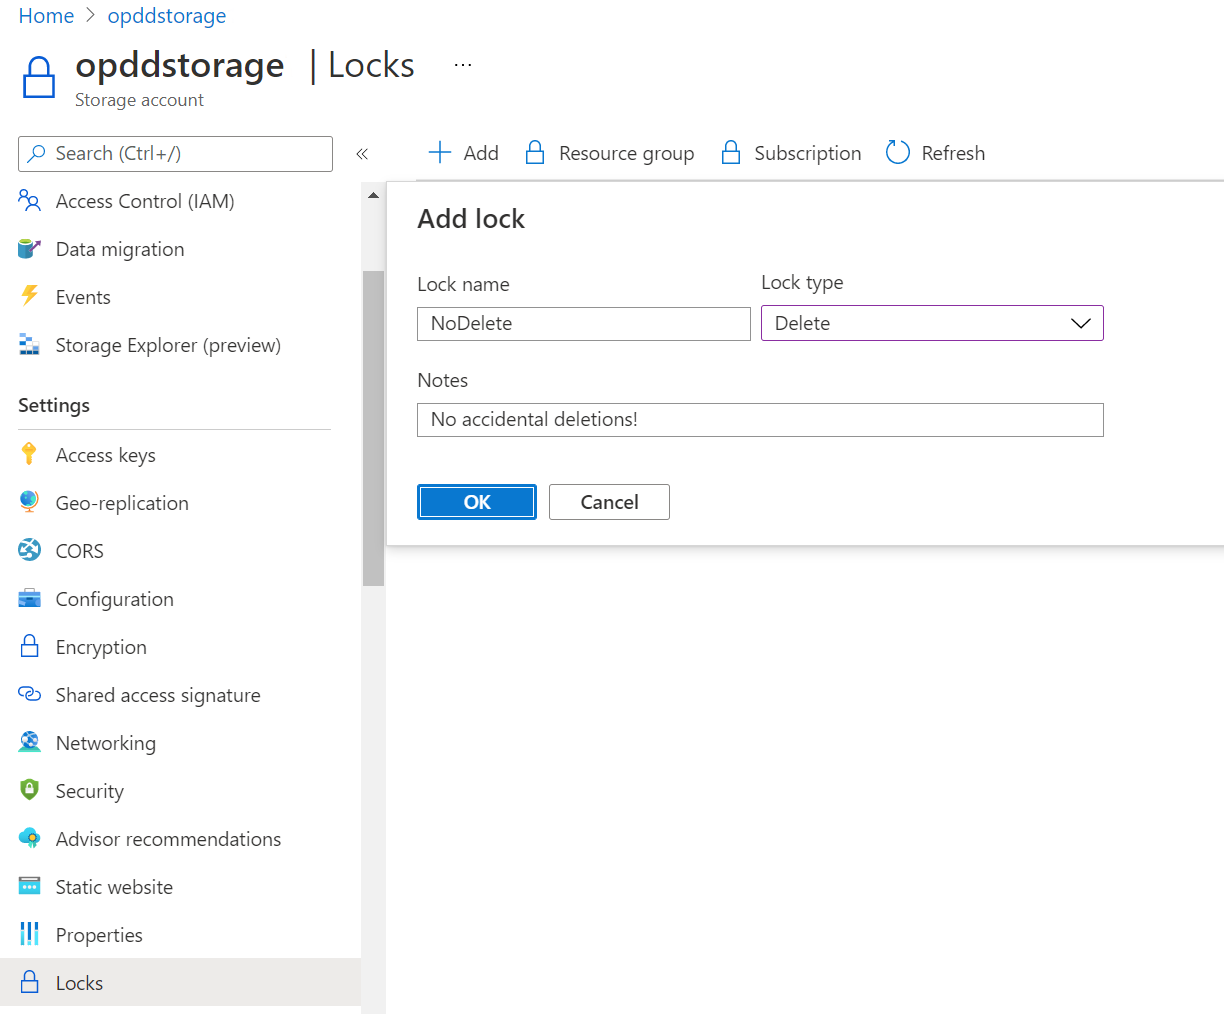 Home > opddstorage
opddstorage | Locks ...
Storage account
Search (Ctrl+/)
«
Add
Resource group
Subscription
Refresh
Access Control (IAM)
Data migration
Events
Storage Explorer (preview)
Settings
Access keys
Geo-replication
CORS
Configuration
Encryption
Shared access signature
Networking
Security
Advisor recommendations
Static website
Properties
Locks
Add lock
Lock name
Lock type
NoDelete
Delete
Notes
No accidental deletions!
OK
Cancel